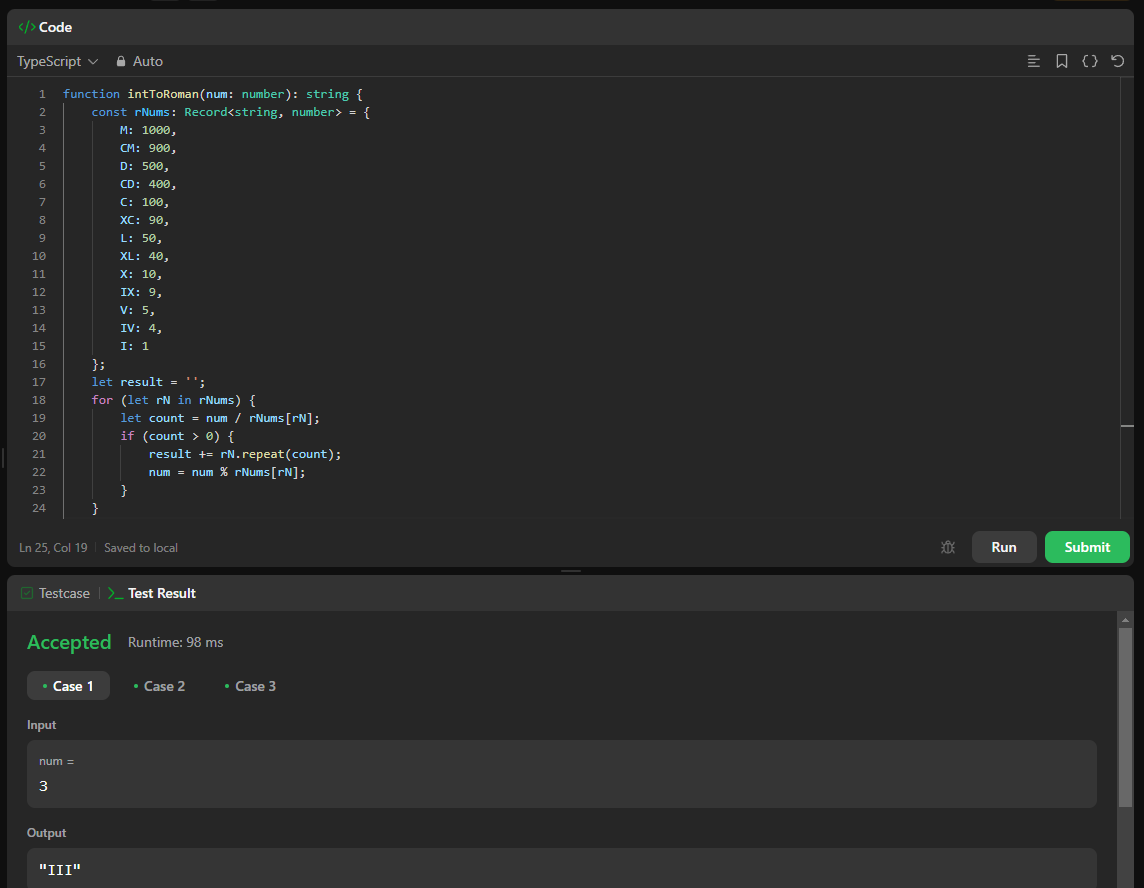 </> Code
TypeScript Auto
1 function intToRoman(num: number): string {
2 const rNums: Record<string, number> = {
3 M: 1000,
4 CM: 900,
5 D: 500,
6 CD: 400,
7 C: 100,
8 XC: 90,
9 L: 50,
10 XL: 40,
11 X: 10,
12 IX: 9,
13 V: 5,
14 IV: 4,
15 I: 1
16 };
17 let result = '';
18 for (let rN in rNums) {
19 let count = num / rNums[rN];
20 if (count > 0) {
21 result += rN.repeat(count);
22 num = num % rNums[rN];
23 }
24 }
Ln 25, Col 19 Saved to local
Run Submit
Testcase >_ Test Result
Accepted Runtime: 98 ms
• Case 1 • Case 2 • Case 3
Input
num =
3
Output
"III"